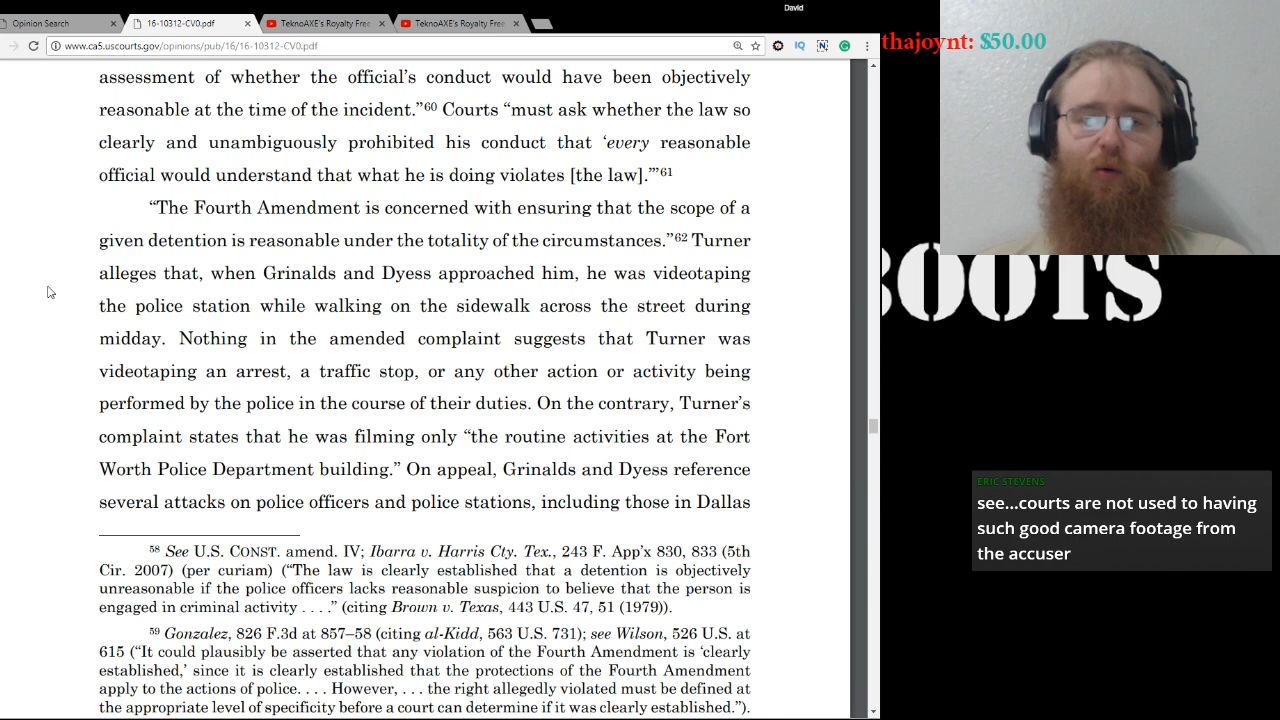 David
Opinion Search
16-10312-CV0.pdf
TeknoAXE's Royalty Free
TeknoAXE's Royalty Free
www.ca5.uscourts.gov/opinions/pub/16/16-10312-CV0.pdf
IQ
N
thajoynt: $50.00
assessment of whether the official's conduct would have been objectively
reasonable at the time of the incident.”60 Courts “must ask whether the law so
clearly and unambiguously prohibited his conduct that ‘every reasonable
official would understand that what he is doing violates [the law].’”61
“The Fourth Amendment is concerned with ensuring that the scope of a
given detention is reasonable under the totality of the circumstances.”62 Turner
alleges that, when Grinalds and Dyess approached him, he was videotaping
the police station while walking on the sidewalk across the street during
midday. Nothing in the amended complaint suggests that Turner was
videotaping an arrest, a traffic stop, or any other action or activity being
performed by the police in the course of their duties. On the contrary, Turner’s
complaint states that he was filming only “the routine activities at the Fort
Worth Police Department building.” On appeal, Grinalds and Dyess reference
several attacks on police officers and police stations, including those in Dallas
58 See U.S. CONST. amend. IV; Ibarra v. Harris Cty. Tex., 243 F. App’x 830, 833 (5th
Cir. 2007) (per curiam) (“The law is clearly established that a detention is objectively
unreasonable if the police officers lacks reasonable suspicion to believe that the person is
engaged in criminal activity . . . .” (citing Brown v. Texas, 443 U.S. 47, 51 (1979)).
59 Gonzalez, 826 F.3d at 857–58 (citing al-Kidd, 563 U.S. 731); see Wilson, 526 U.S. at
615 (“It could plausibly be asserted that any violation of the Fourth Amendment is ‘clearly
established,’ since it is clearly established that the protections of the Fourth Amendment
apply to the actions of police. . . . However, . . . the right allegedly violated must be defined at
the appropriate level of specificity before a court can determine if it was clearly established.”).
BOOTS
ERIC STEVENS
see...courts are not used to having
such good camera footage from
the accuser